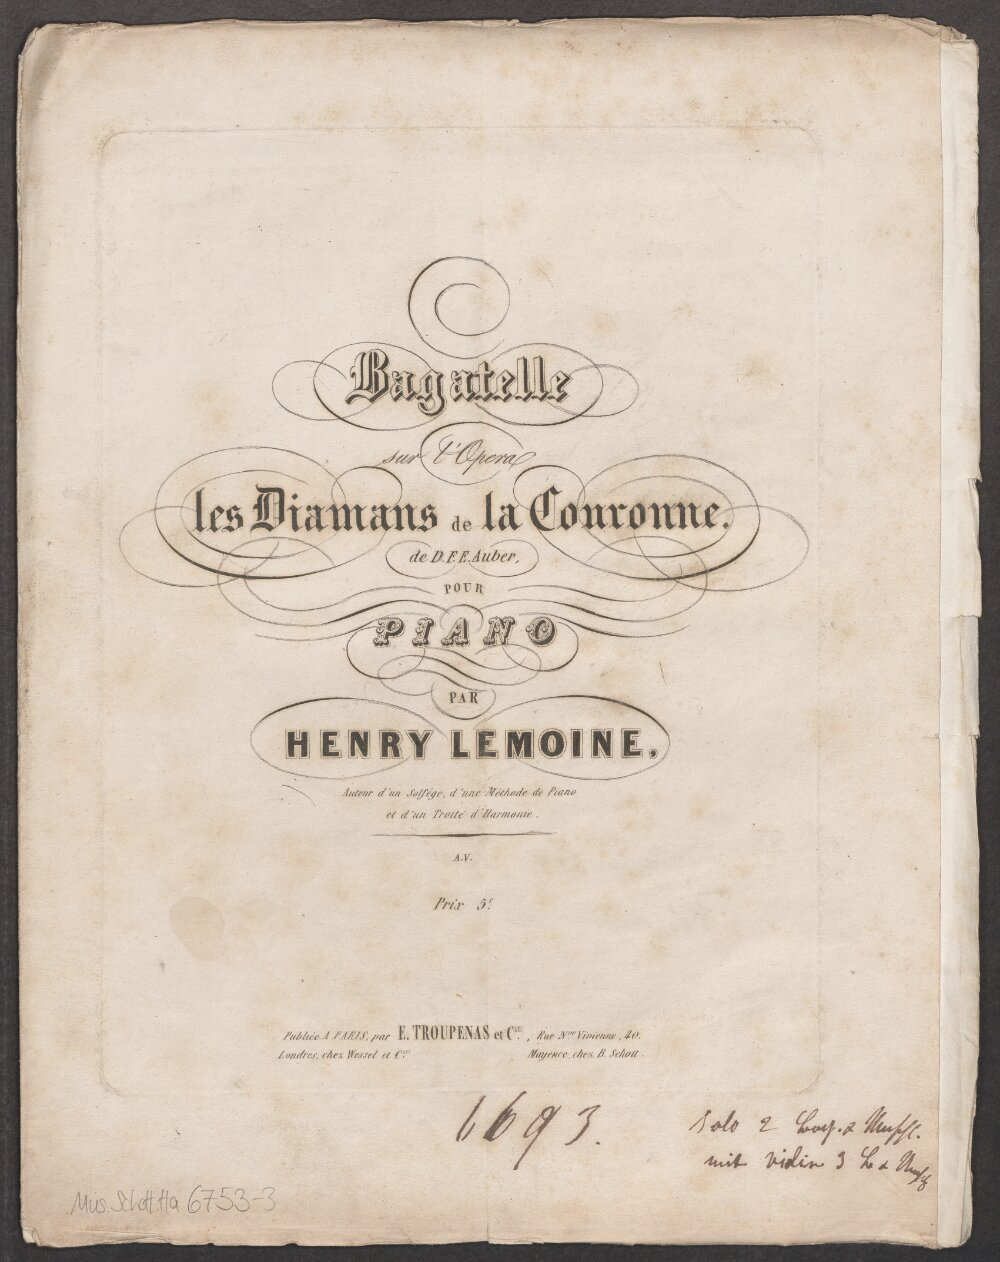 Bagatelle
sur l'Opera
les Diamans de la Couronne.
de D.F.E. Auber,
POUR
PIANO
PAR
HENRY LEMOINE,
Auteur d'un Solfége, d'une Méthode de Piano
et d'un Traité d'Harmonie.
A.V.
Prix 5f
Publiée A PARIS, par E. TROUPENAS et Cie., Rue Nve Vivienne, 40.
Londres, chez Wessel et Cie Mayence, chez B. Schott.
6693.
Solo 2
mit violin 3
Mus. Schott. Ha 6753-3